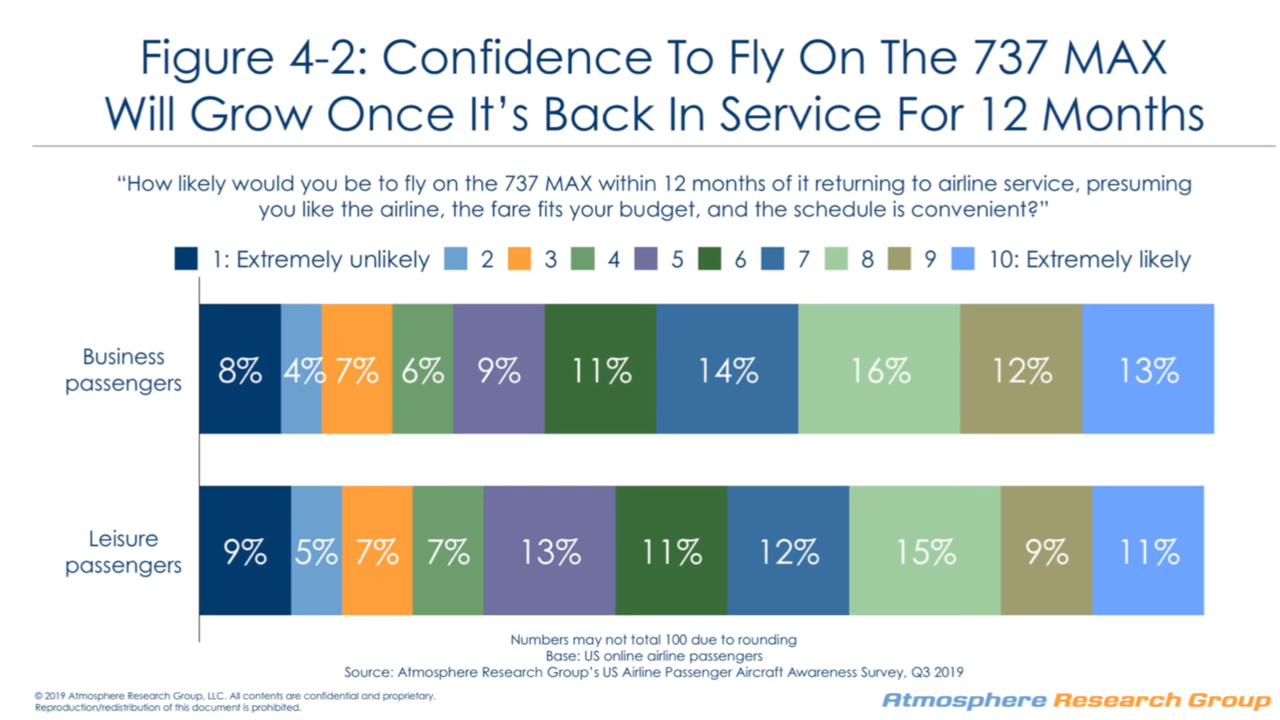 Figure 4-2: Confidence To Fly On The 737 MAX
Will Grow Once It’s Back In Service For 12 Months
“How likely would you be to fly on the 737 MAX within 12 months of it returning to airline service, presuming
you like the airline, the fare fits your budget, and the schedule is convenient?”
1: Extremely unlikely 2 3 4 5 6 7 8 9 10: Extremely likely
Business
passengers
8% 4% 7% 6% 9% 11% 14% 16% 12% 13%
Leisure
passengers
9% 5% 7% 7% 13% 11% 12% 15% 9% 11%
Numbers may not total 100 due to rounding
Base: US online airline passengers
Source: Atmosphere Research Group’s US Airline Passenger Aircraft Awareness Survey, Q3 2019
© 2019 Atmosphere Research Group, LLC. All contents are confidential and proprietary.
Reproduction/redistribution of this document is prohibited.
Atmosphere Research Group